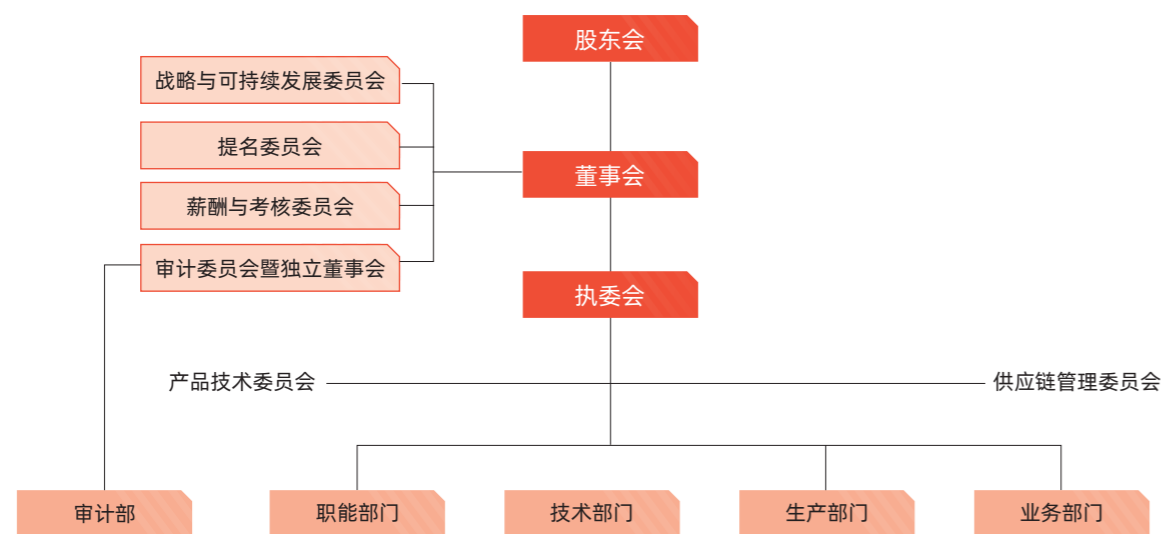 股东会
战略与可持续发展委员会
提名委员会
董事会
薪酬与考核委员会
审计委员会暨独立董事会
执委会
产品技术委员会
供应链管理委员会
审计部
职能部门
技术部门
生产部门
业务部门